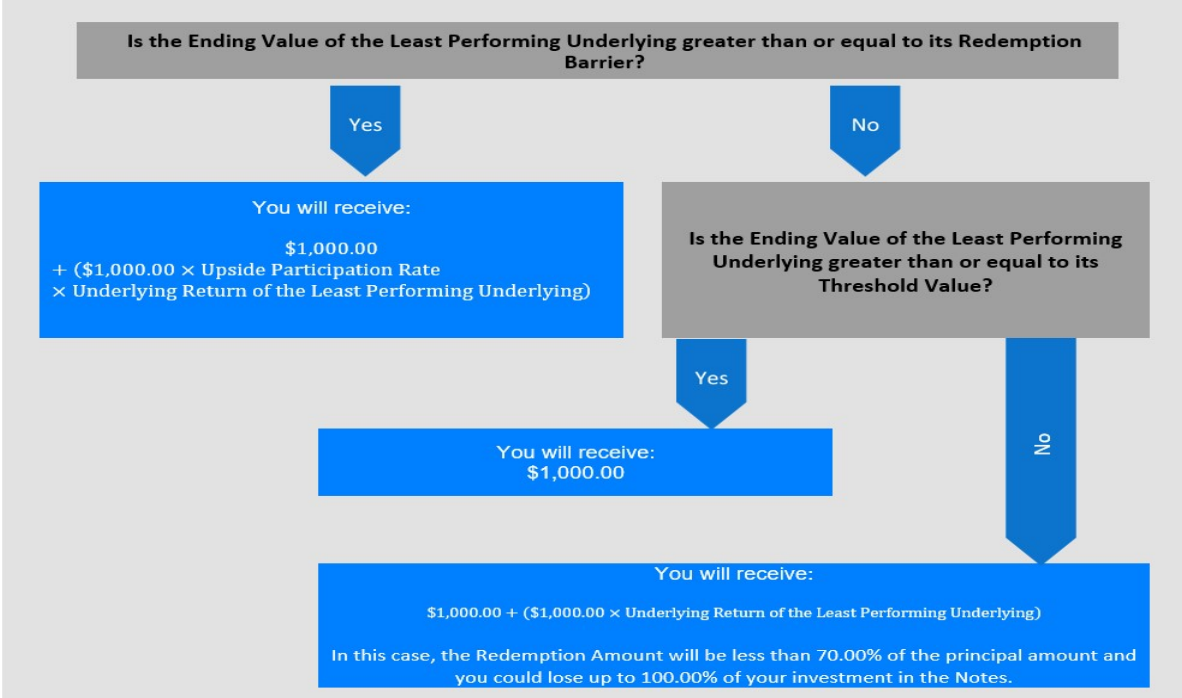 Is the Ending Value of the Least Performing Underlying greater than or equal to its Redemption
Barrier?
Yes
No
You will receive:
$1,000.00
+ ($1,000.00 × Upside Participation Rate
× Underlying Return of the Least Performing Underlying)
Is the Ending Value of the Least Performing
Underlying greater than or equal to its
Threshold Value?
Yes
No
You will receive:
$1,000.00
You will receive:
$1,000.00 + ($1,000.00 × Underlying Return of the Least Performing Underlying)
In this case, the Redemption Amount will be less than 70.00% of the principal amount and
you could lose up to 100.00% of your investment in the Notes.